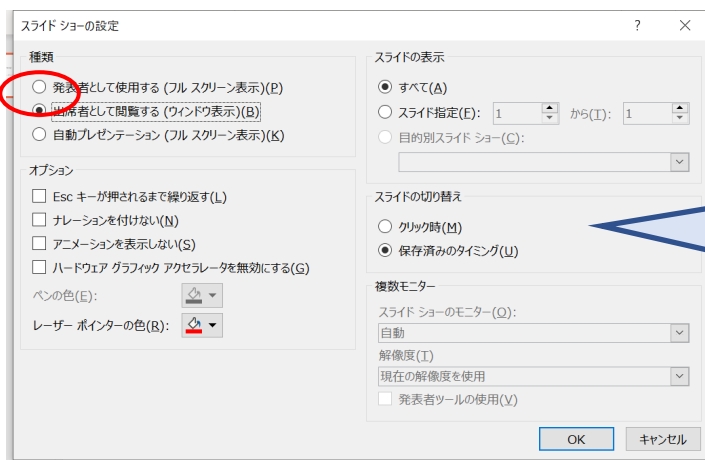 スライド ショーの設定
?
種類
発表者として使用する (フル スクリーン表示)(P)
出席者として閲覧する (ウィンドウ表示)(B)
自動プレゼンテーション (フル スクリーン表示)(K)
オプション
Esc キーが押されるまで繰り返す(L)
ナレーションを付けない(N)
アニメーションを表示しない(S)
ハードウェア グラフィック アクセラレータを無効にする(G)
ペンの色(E):
レーザー ポインターの色(R):
スライドの表示
すべて(A)
スライド指定(F): 1 から(T): 1
目的別スライド ショー(C):
スライドの切り替え
クリック時(M)
保存済みのタイミング(U)
複数モニター
スライド ショーのモニター(O):
自動
解像度(T)
現在の解像度を使用
発表者ツールの使用(V)
OK キャンセル